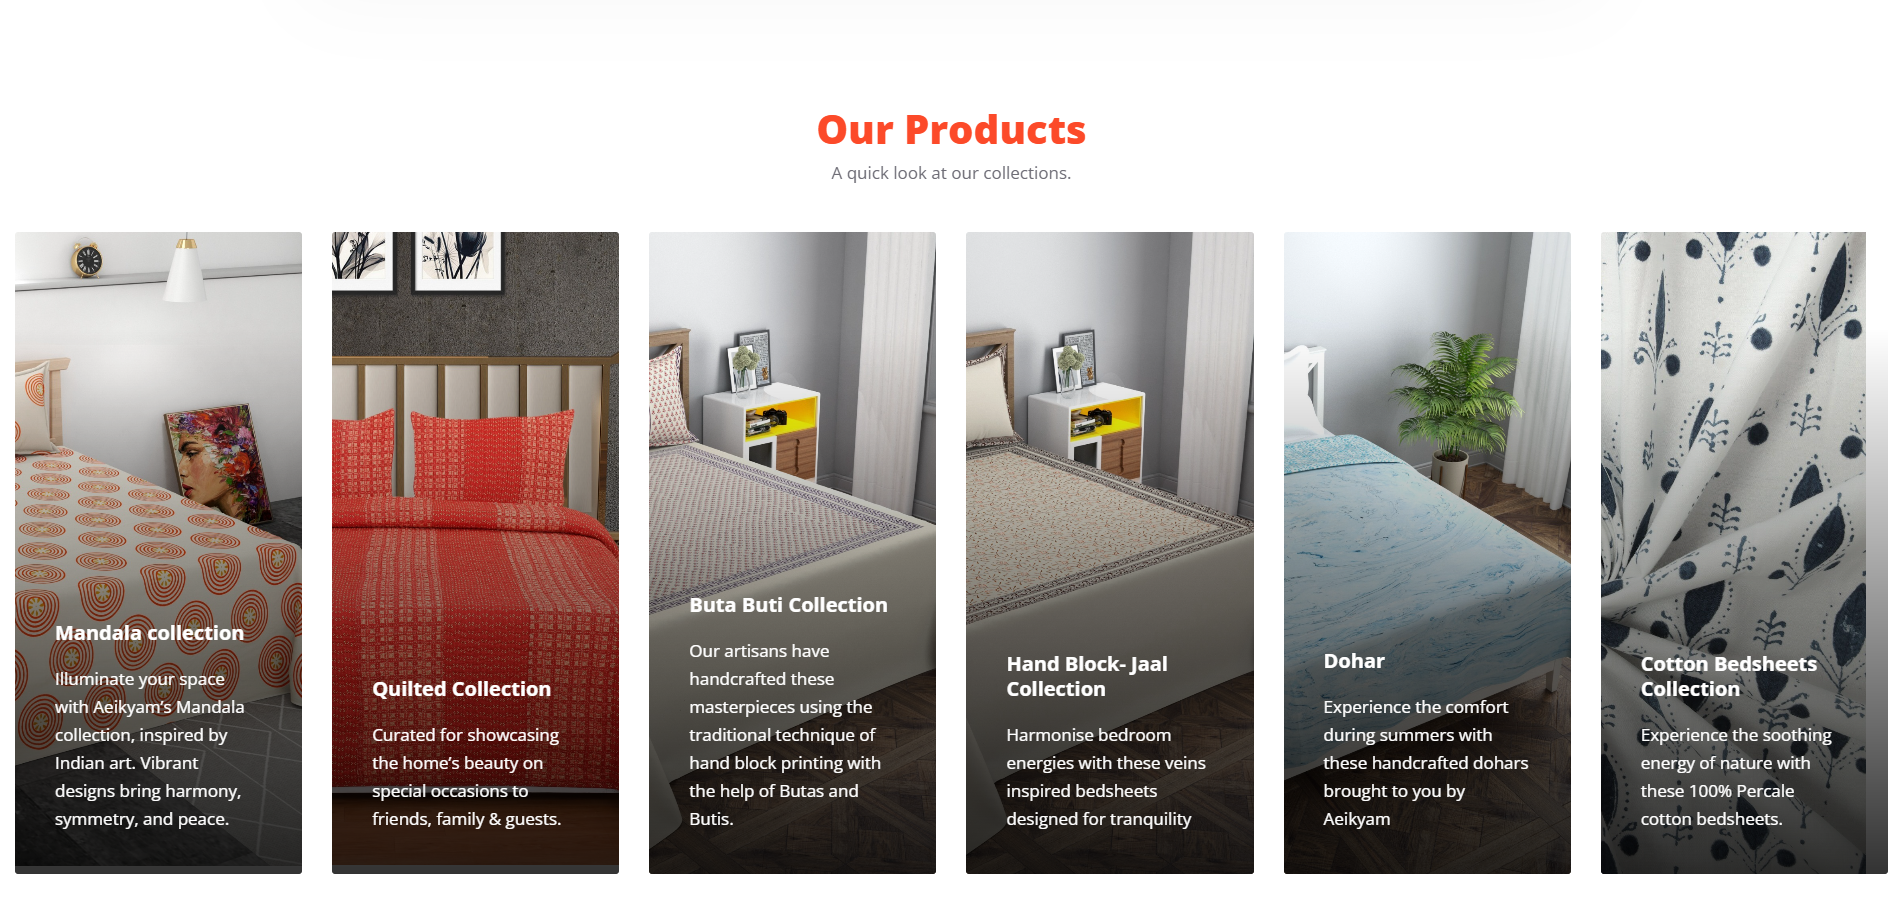 Our Products
A quick look at our collections.
Mandala collection
Illuminate your space
with Aeikyam’s Mandala
collection, inspired by
Indian art. Vibrant
designs bring harmony,
symmetry, and peace.
Quilted Collection
Curated for showcasing
the home’s beauty on
special occasions to
friends, family & guests.
Buta Buti Collection
Our artisans have
handcrafted these
masterpieces using the
traditional technique of
hand block printing with
the help of Butas and
Butis.
Hand Block- Jaal
Collection
Harmonise bedroom
energies with these veins
inspired bedsheets
designed for tranquility
Dohar
Experience the comfort
during summers with
these handcrafted dohars
brought to you by
Aeikyam
Cotton Bedsheets
Collection
Experience the soothing
energy of nature with
these 100% Percale
cotton bedsheets.